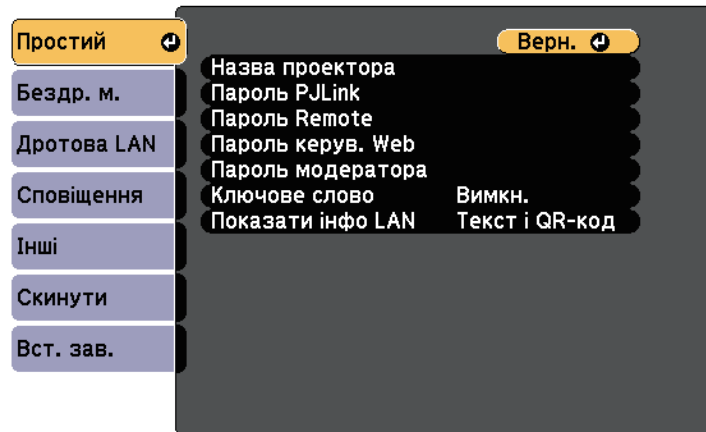 Простий
Бездр. м.
Дротова LAN
Сповіщення
Інші
Скинути
Вст. зав.
Верн.
Назва проектора
Пароль PJLink
Пароль Remote
Пароль керув. Web
Пароль модератора
Ключове слово Вимкн.
Показати інфо LAN Текст і QR-код